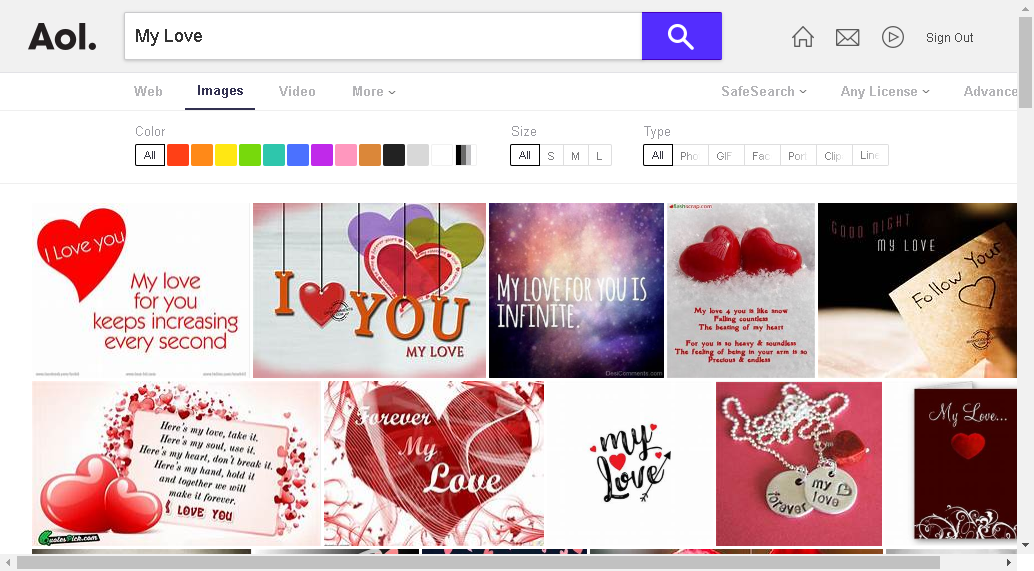 Aol.
My Love
Sign Out
Web
Images
Video
More
SafeSearch
Any License
Advance
Color
Size
Type
All
All
S
M
L
All
Pho
GIF
Fac
Por
Clip
Line
I Love you
My love
for you
keeps increasing
every second
I YOU
MY LOVE
MY LOVE FOR YOU IS
INFINITE.
DesiComments.com
My love 4 you is like snow
Falling countless
The beating of my heart
For you is so heavy & soundless
The feeling of being in your arm is so
Precious & endless
GOOD NIGHT
MY LOVE
Follow Your
Here's my love, take it.
Here's my soul, use it.
Here's my heart, don't break it.
Here's my hand, hold it
and together we will
make it forever.
I LOVE YOU
QuotesPick.com
Forever
My
Love
my
Love
forever
my
love
My Love...